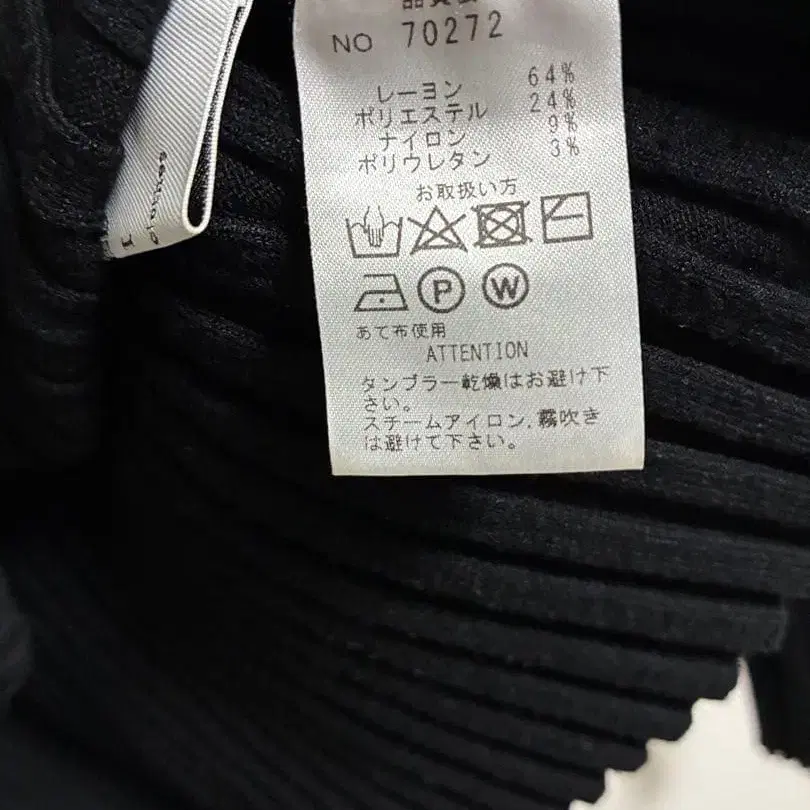 NO 70272
レーヨン 64%
ポリエステル 24%
ナイロン 9%
ポリウレタン 3%
お取扱い方
P W
あて布使用
ATTENTION
タンブラー乾燥はお避け下
さい。
スチームアイロン,霧吹き
は避けて下さい。